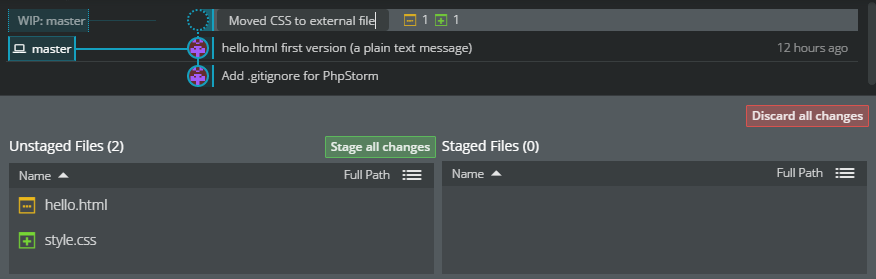 WIP: master Moved CSS to external file 1 1
master hello.html first version (a plain text message) 12 hours ago
Add .gitignore for PhpStorm
Discard all changes
Unstaged Files (2) Stage all changes Staged Files (0)
Name Full Path Name Full Path
hello.html
style.css